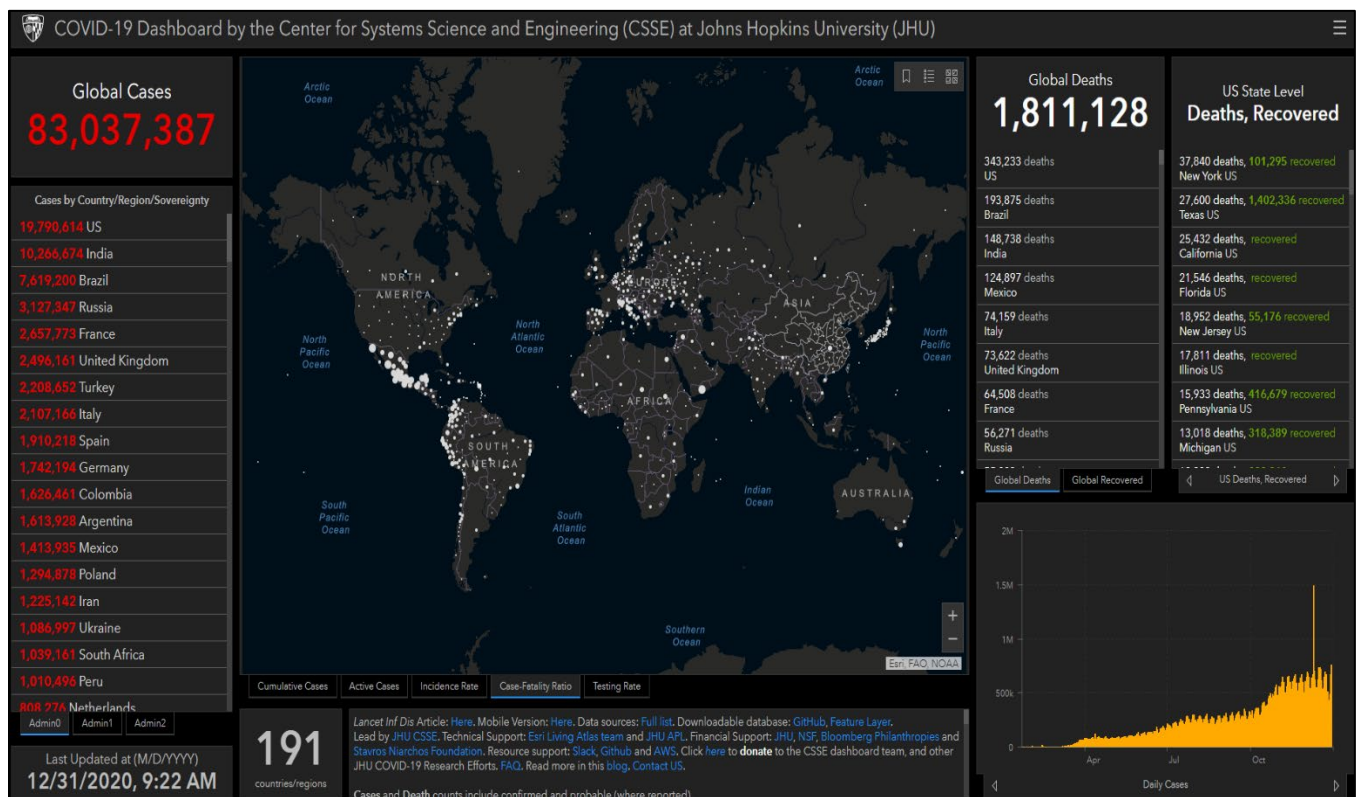 COVID-19 Dashboard by the Center for Systems Science and Engineering (CSSE) at Johns Hopkins University (JHU)
Global Cases
83,037,387
Cases by Country/Region/Sovereignty
19,790,614 US
10,266,674 India
7,619,200 Brazil
3,127,347 Russia
2,657,773 France
2,496,161 United Kingdom
2,208,652 Turkey
2,107,166 Italy
1,910,218 Spain
1,742,194 Germany
1,626,461 Colombia
1,613,928 Argentina
1,413,935 Mexico
1,294,878 Poland
1,225,142 Iran
1,086,997 Ukraine
1,039,161 South Africa
1,010,496 Peru
808,276 Netherlands
Admin0
Admin1
Admin2
Last Updated at (M/D/YYYY)
12/31/2020, 9:22 AM
Arctic
Ocean
Arctic
Ocean
NORTH
AMERICA
EUROPE
ASIA
North
Pacific
Ocean
North
Atlantic
Ocean
North
Pacific
Ocean
AFRICA
SOUTH
AMERICA
Indian
Ocean
AUSTRALIA
South
Pacific
Ocean
South
Atlantic
Ocean
Southern
Ocean
+
−
Esri, FAO, NOAA
Cumulative Cases
Active Cases
Incidence Rate
Case-Fatality Ratio
Testing Rate
191
countries/regions
Lancet Inf Dis Article: Here. Mobile Version: Here. Data sources: Full list. Downloadable database: GitHub, Feature Layer.
Lead by JHU CSSE. Technical Support: Esri Living Atlas team and JHU APL. Financial Support: JHU, NSF, Bloomberg Philanthropies and
Stavros Niarchos Foundation. Resource support: Slack, Github and AWS. Click here to donate to the CSSE dashboard team, and other
JHU COVID-19 Research Efforts. FAQ. Read more in this blog. Contact US.
Cases and Death counts include confirmed and probable (where reported)
Global Deaths
1,811,128
343,233 deaths
US
193,875 deaths
Brazil
148,738 deaths
India
124,897 deaths
Mexico
74,159 deaths
Italy
73,622 deaths
United Kingdom
64,508 deaths
France
56,271 deaths
Russia
Global Deaths
Global Recovered
US State Level
Deaths, Recovered
37,840 deaths, 101,295 recovered
New York US
27,600 deaths, 1,402,336 recovered
Texas US
25,432 deaths, recovered
California US
21,546 deaths, recovered
Florida US
18,952 deaths, 55,176 recovered
New Jersey US
17,811 deaths, recovered
Illinois US
15,933 deaths, 416,679 recovered
Pennsylvania US
13,018 deaths, 318,389 recovered
Michigan US
US Deaths, Recovered
2M
1.5M
1M
500k
0
Apr
Jul
Oct
Daily Cases